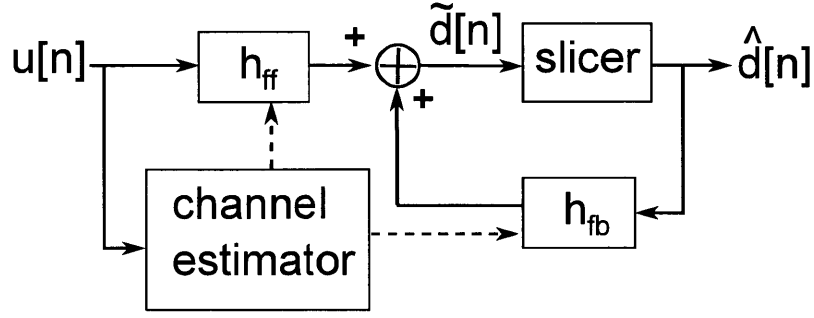 u[n]
h_ff
+
+
d̃[n]
slicer
d̂[n]
channel
estimator
h_fb